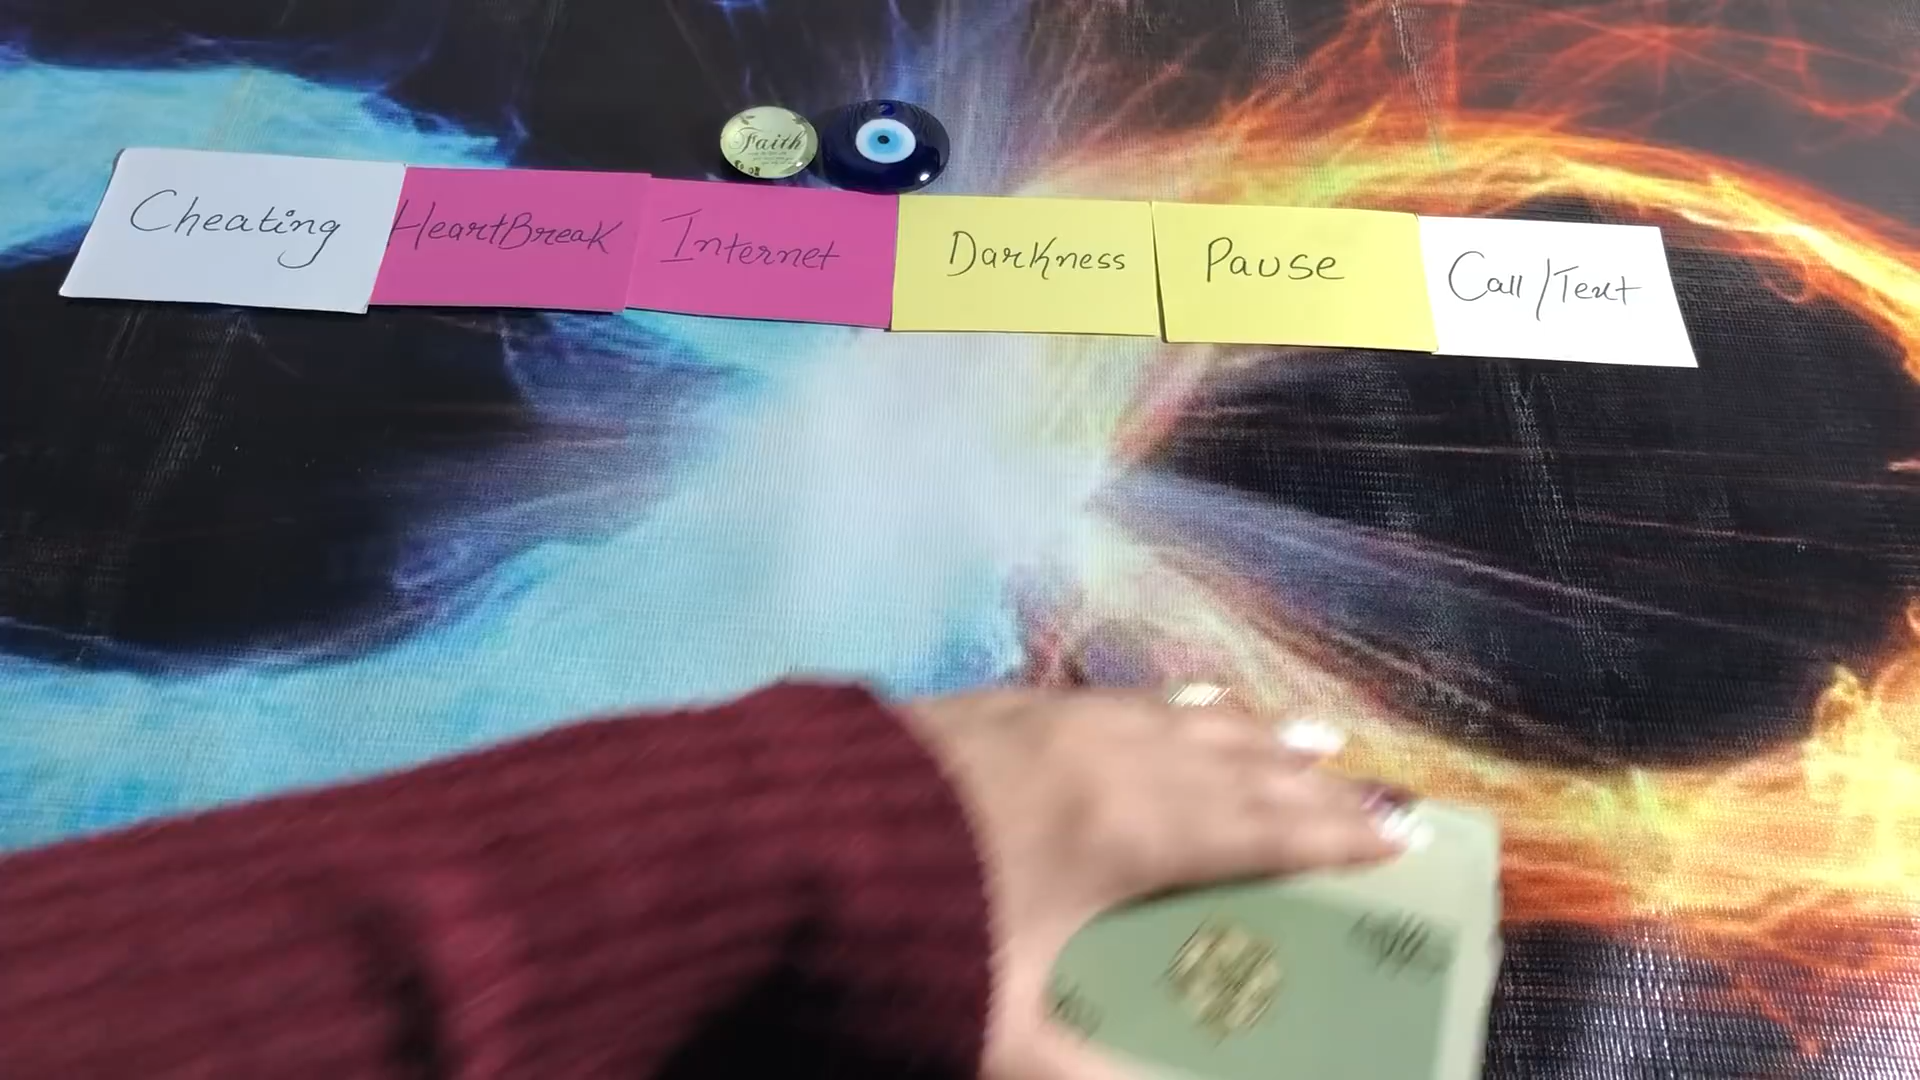 Faith
Cheating
HeartBreak
Internet
Darkness
Pause
Call/Text